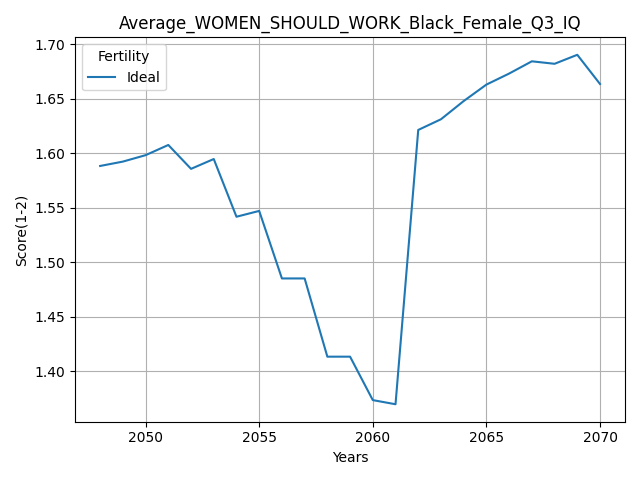 Average_WOMEN_SHOULD_WORK_Black_Female_Q3_IQ
Fertility
Ideal
Score(1-2)
1.70
1.65
1.60
1.55
1.50
1.45
1.40
2050 2055 2060 2065 2070
Years